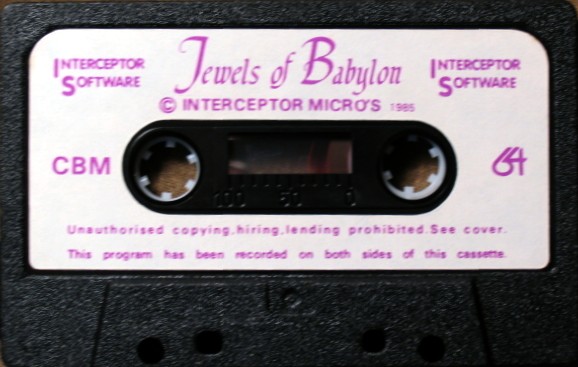 INTERCEPTOR SOFTWARE
Jewels of Babylon
INTERCEPTOR SOFTWARE
© INTERCEPTOR MICRO'S 1985
CBM
64
100 50 0
Unauthorised copying,hiring,lending prohibited.See cover.
This program has been recorded on both sides of this cassette.